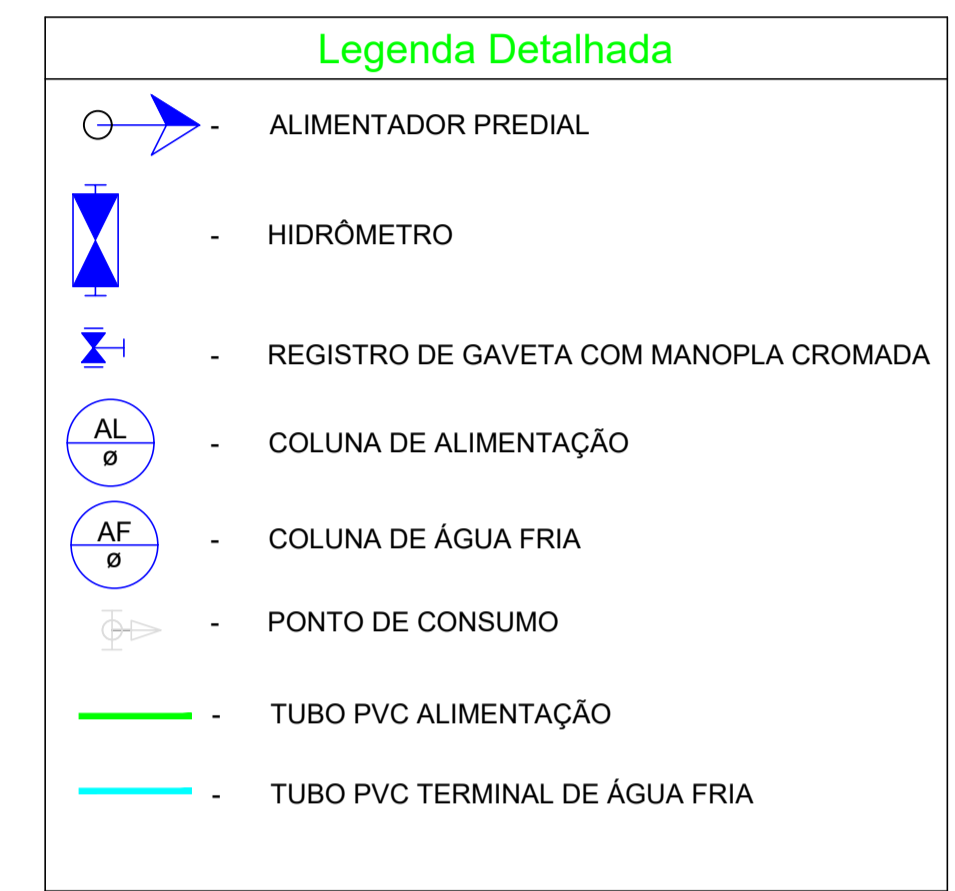 Legenda Detalhada
- ALIMENTADOR PREDIAL
- HIDRÔMETRO
- REGISTRO DE GAVETA COM MANOPLA CROMADA
AL
ø
- COLUNA DE ALIMENTAÇÃO
AF
ø
- COLUNA DE ÁGUA FRIA
- PONTO DE CONSUMO
- TUBO PVC ALIMENTAÇÃO
- TUBO PVC TERMINAL DE ÁGUA FRIA